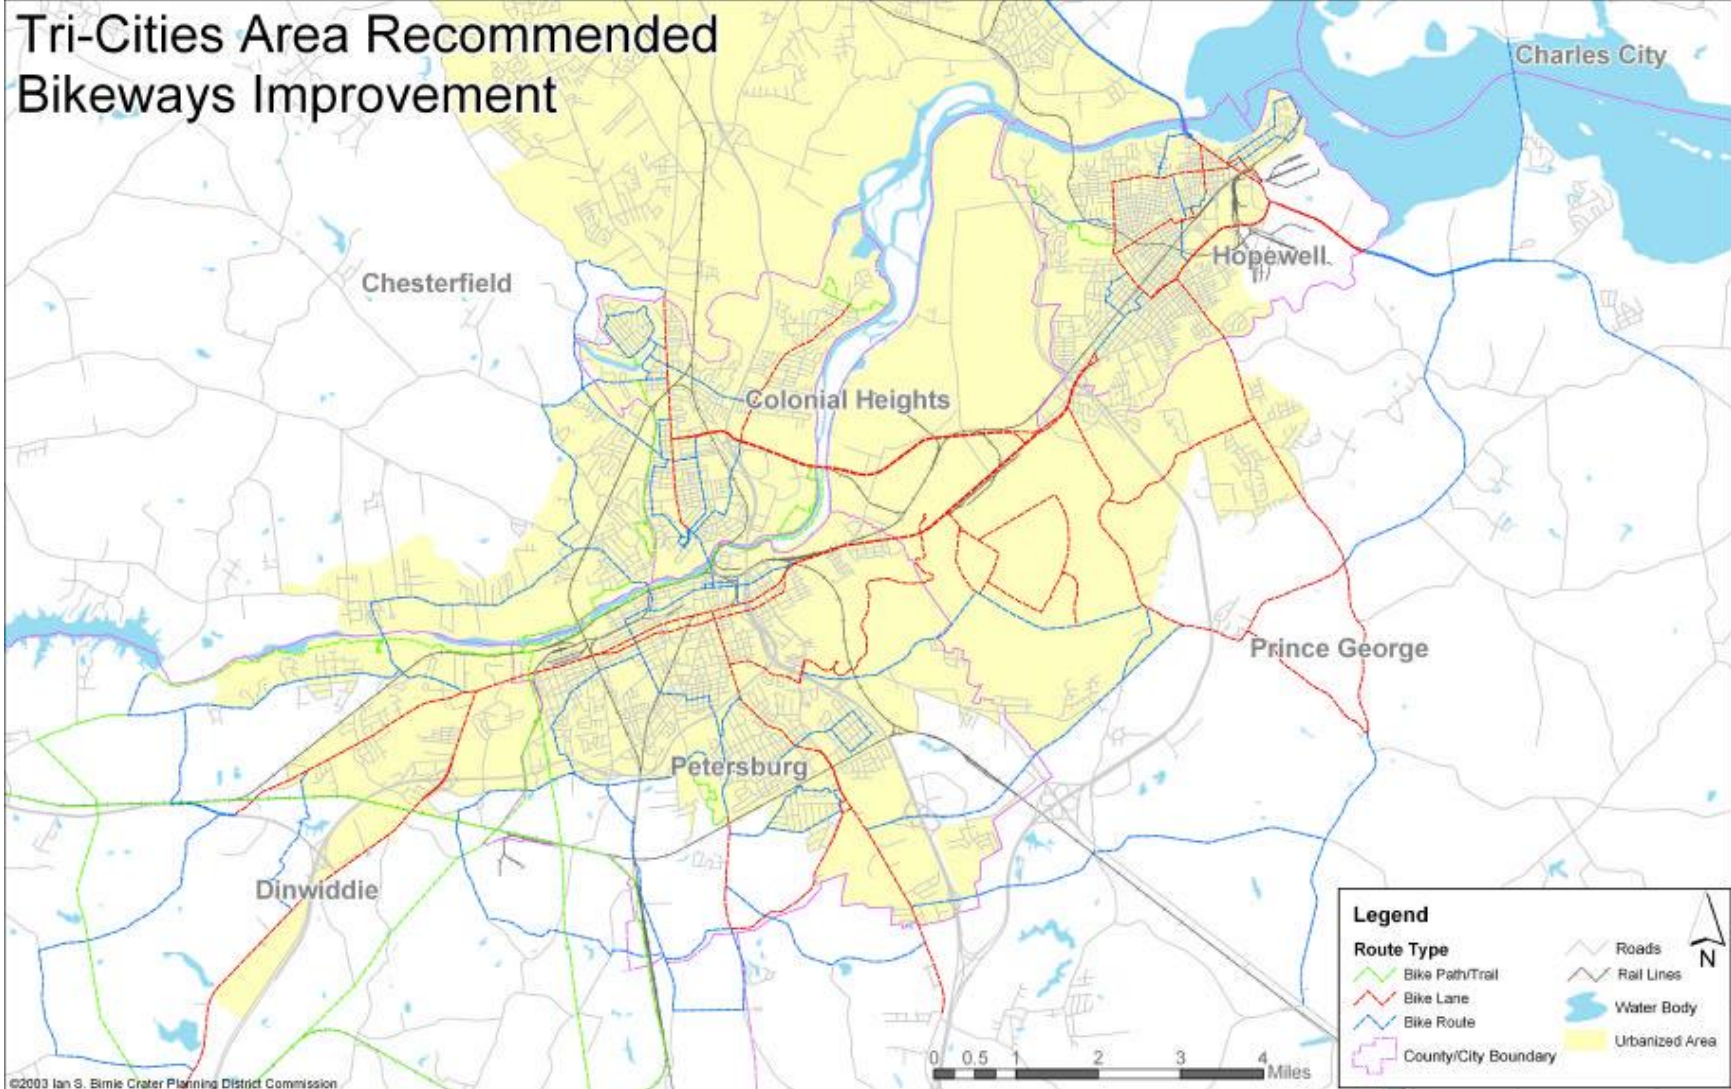 Tri-Cities Area Recommended
Bikeways Improvement
Charles City
Hopewell
Chesterfield
Colonial Heights
Prince George
Petersburg
Dinwiddie
Legend
Route Type
Bike Path/Trail
Bike Lane
Bike Route
County/City Boundary
Roads
Rail Lines
Water Body
Urbanized Area
N
0 0.5 1 2 3 4
Miles
©2003 Ian S. Birnie Crater Planning District Commission